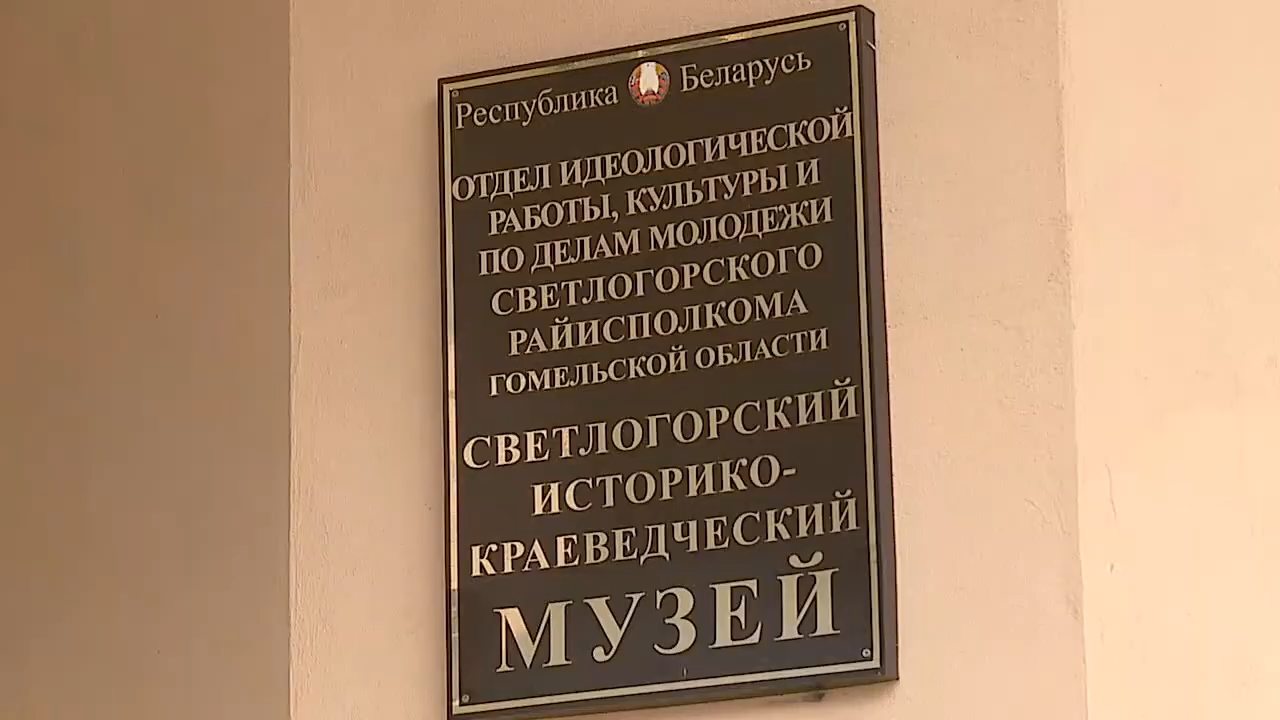 Республика Беларусь
ОТДЕЛ ИДЕОЛОГИЧЕСКОЙ
РАБОТЫ, КУЛЬТУРЫ И
ПО ДЕЛАМ МОЛОДЕЖИ
СВЕТЛОГОРСКОГО
РАЙИСПОЛКОМА
ГОМЕЛЬСКОЙ ОБЛАСТИ
СВЕТЛОГОРСКИЙ
ИСТОРИКО-
КРАЕВЕДЧЕСКИЙ
МУЗЕЙ